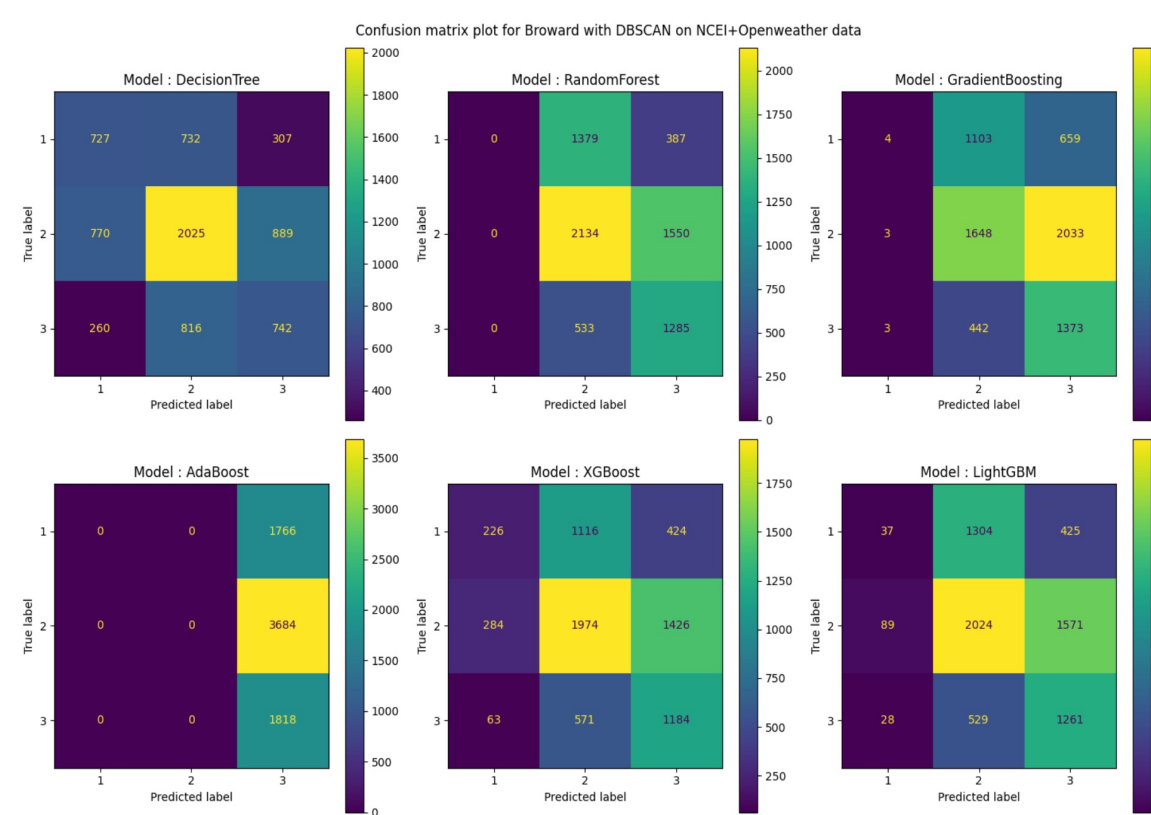 Confusion matrix plot for Broward with DBSCAN on NCEI+Openweather data
Model : DecisionTree
True label
1
2
3
727 732 307
770 2025 889
260 816 742
1 2 3
Predicted label
2000
1800
1600
1400
1200
1000
800
600
400
Model : RandomForest
True label
1
2
3
0 1379 387
0 2134 1550
0 533 1285
1 2 3
Predicted label
2000
1750
1500
1250
1000
750
500
250
0
Model : GradientBoosting
True label
1
2
3
4 1103 659
3 1648 2033
3 442 1373
1 2 3
Predicted label
Model : AdaBoost
True label
1
2
3
0 0 1766
0 0 3684
0 0 1818
1 2 3
Predicted label
3500
3000
2500
2000
1500
1000
500
0
Model : XGBoost
True label
1
2
3
226 1116 424
284 1974 1426
63 571 1184
1 2 3
Predicted label
1750
1500
1250
1000
750
500
250
Model : LightGBM
True label
1
2
3
37 1304 425
89 2024 1571
28 529 1261
1 2 3
Predicted label